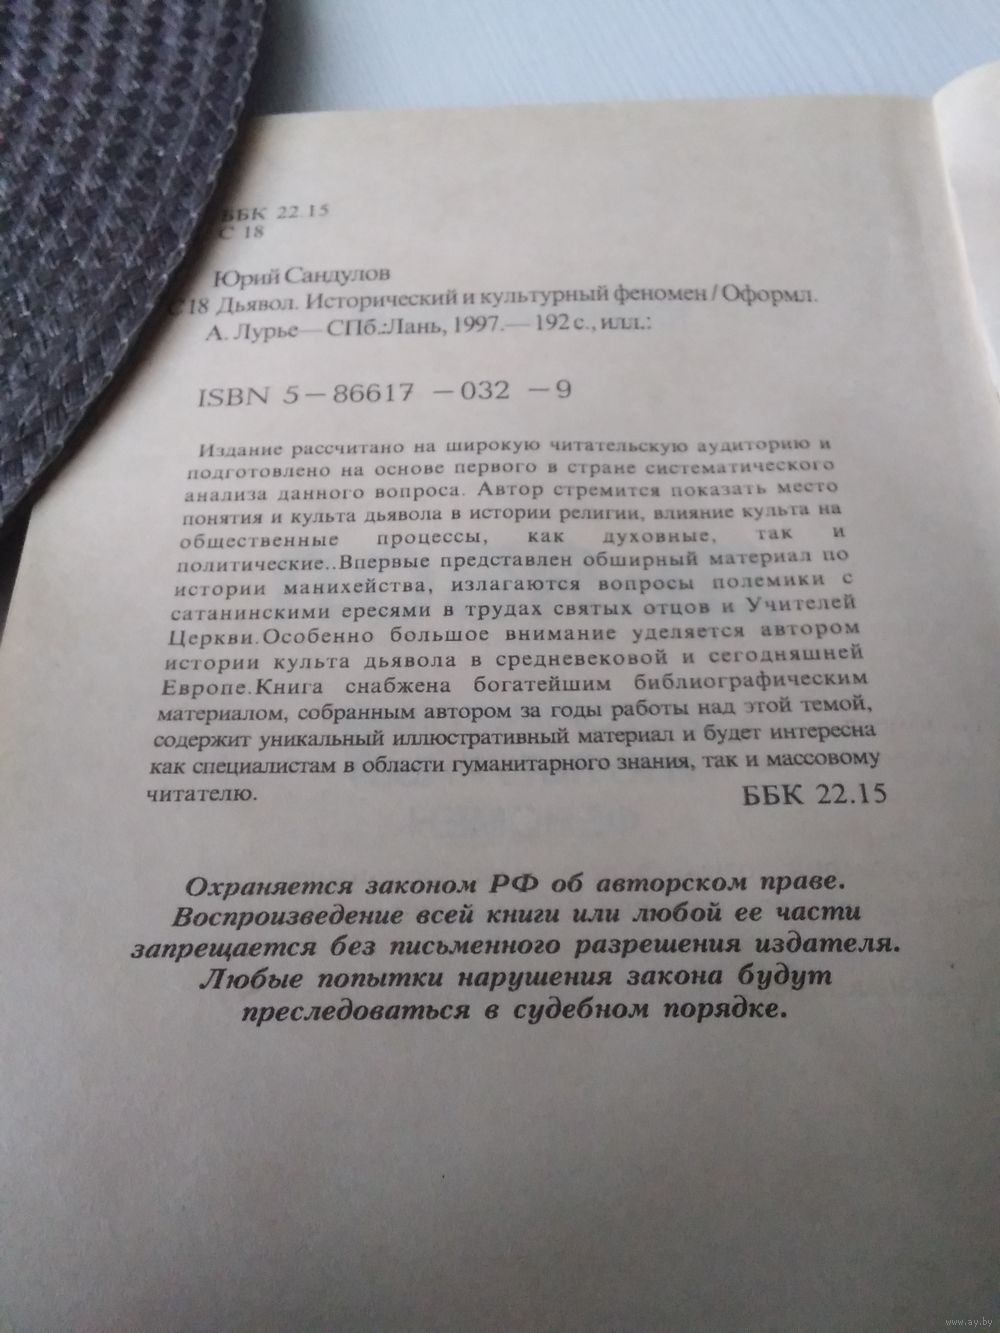 ББК 22.15
С 18
Юрий Сандулов
С18 Дьявол. Исторический и культурный феномен / Оформл.
А. Лурье— СПб.:Лань, 1997.— 192 с., илл.:
ISBN 5—86617 —032 —9
Издание рассчитано на широкую читательскую аудиторию и
подготовлено на основе первого в стране систематического
анализа данного вопроса. Автор стремится показать место
понятия и культа дьявола в истории религии, влияние культа на
общественные процессы, как духовные, так и
политические..Впервые представлен обширный материал по
истории манихейства, излагаются вопросы полемики с
сатанинскими ересями в трудах святых отцов и Учителей
Церкви.Особенно большое внимание уделяется автором
истории культа дьявола в средневековой и сегодняшней
Европе.Книга снабжена богатейшим библиографическим
материалом, собранным автором за годы работы над этой темой,
содержит уникальный иллюстративный материал и будет интересна
как специалистам в области гуманитарного знания, так и массовому
читателю.
ББК 22.15
Охраняется законом РФ об авторском праве.
Воспроизведение всей книги или любой ее части
запрещается без письменного разрешения издателя.
Любые попытки нарушения закона будут
преследоваться в судебном порядке.
www.ay.by